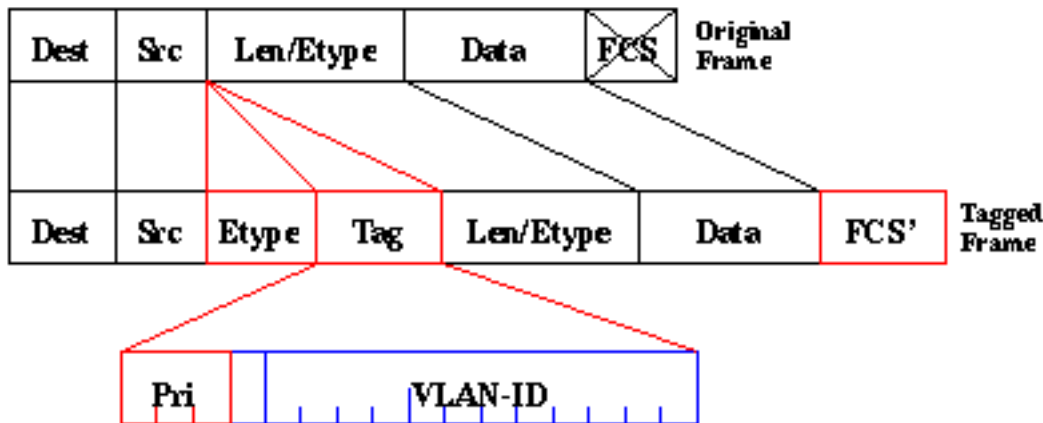 Dest Src Len/Etype Data FCS Original
Frame
Dest Src Etype Tag Len/Etype Data FCS’ Tagged
Frame
Pri VLAN-ID